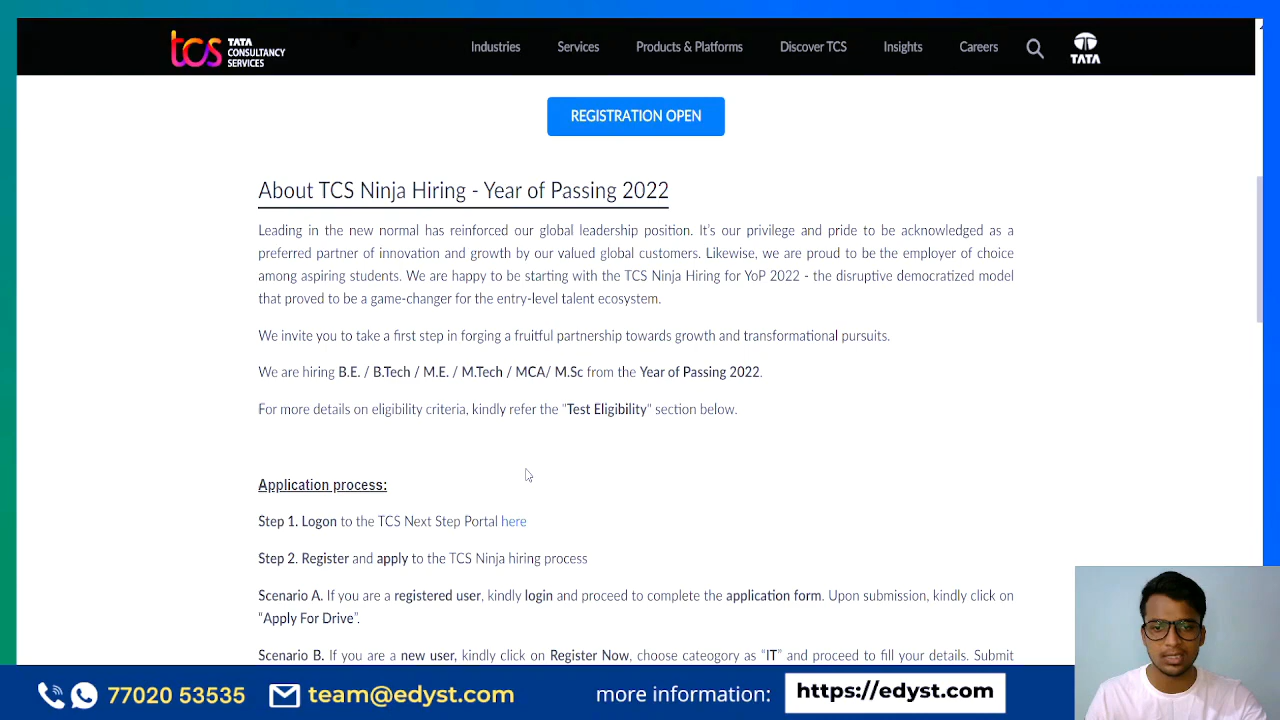 tcs TATA CONSULTANCY SERVICES
Industries Services Products & Platforms Discover TCS Insights Careers TATA
REGISTRATION OPEN
About TCS Ninja Hiring - Year of Passing 2022
Leading in the new normal has reinforced our global leadership position. It's our privilege and pride to be acknowledged as a
preferred partner of innovation and growth by our valued global customers. Likewise, we are proud to be the employer of choice
among aspiring students. We are happy to be starting with the TCS Ninja Hiring for YoP 2022 - the disruptive democratized model
that proved to be a game-changer for the entry-level talent ecosystem.
We invite you to take a first step in forging a fruitful partnership towards growth and transformational pursuits.
We are hiring B.E. / B.Tech / M.E. / M.Tech / MCA/ M.Sc from the Year of Passing 2022.
For more details on eligibility criteria, kindly refer the "Test Eligibility" section below.
Application process:
Step 1. Logon to the TCS Next Step Portal here
Step 2. Register and apply to the TCS Ninja hiring process
Scenario A. If you are a registered user, kindly login and proceed to complete the application form. Upon submission, kindly click on
"Apply For Drive".
Scenario B. If you are a new user, kindly click on Register Now, choose cateogory as "IT" and proceed to fill your details. Submit
77020 53535 team@edyst.com more information: https://edyst.com